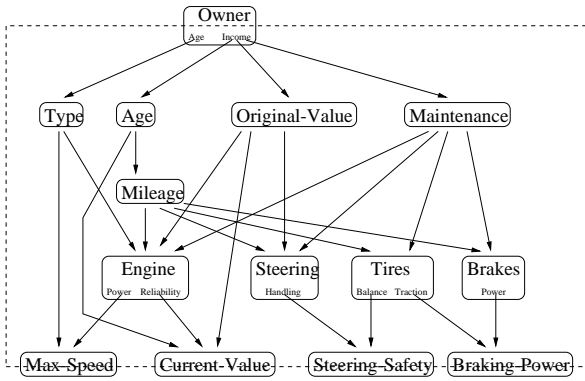 Owner
Age Income
Type Age Original-Value Maintenance
Mileage
Engine Steering Tires Brakes
Power Reliability Handling Balance Traction Power
Max-Speed Current-Value Steering-Safety Braking-Power